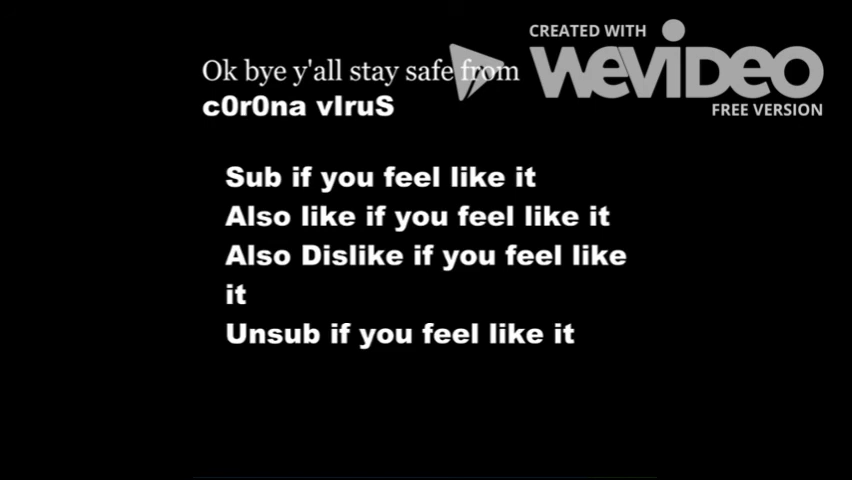 CREATED WITH
WEVIDEO
FREE VERSION
Ok bye y'all stay safe from
c0r0na vIruS
Sub if you feel like it
Also like if you feel like it
Also Dislike if you feel like
it
Unsub if you feel like it